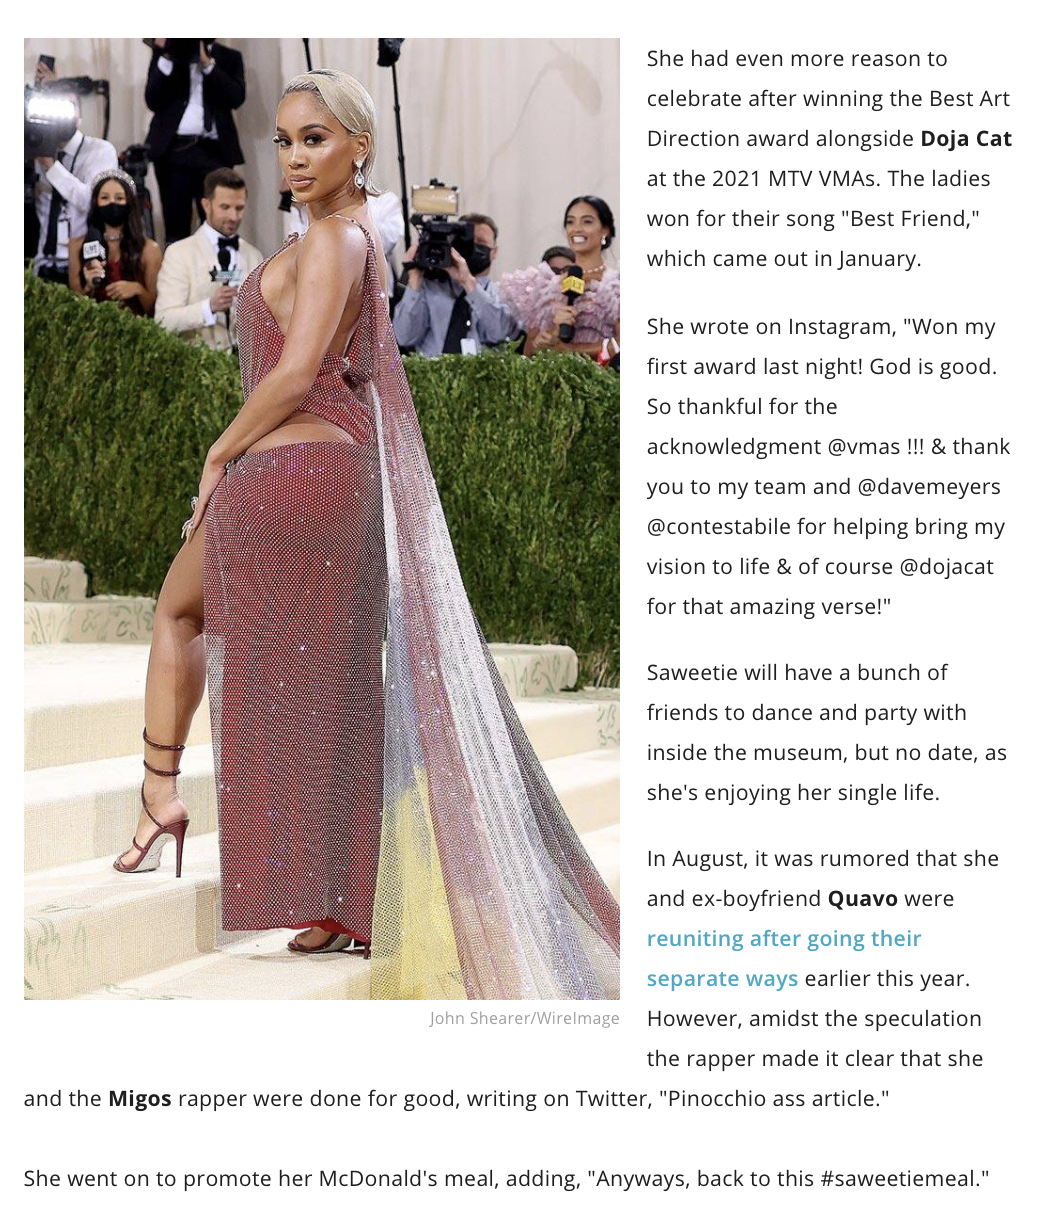 She had even more reason to
celebrate after winning the Best Art
Direction award alongside Doja Cat
at the 2021 MTV VMAs. The ladies
won for their song "Best Friend,"
which came out in January.
She wrote on Instagram, "Won my
first award last night! God is good.
So thankful for the
acknowledgment @vmas !!! & thank
you to my team and @davemeyers
@contestabile for helping bring my
vision to life & of course @dojacat
for that amazing verse!"
Saweetie will have a bunch of
friends to dance and party with
inside the museum, but no date, as
she's enjoying her single life.
In August, it was rumored that she
and ex-boyfriend Quavo were
reuniting after going their
separate ways earlier this year.
However, amidst the speculation
the rapper made it clear that she
John Shearer/WireImage
and the Migos rapper were done for good, writing on Twitter, "Pinocchio ass article."
She went on to promote her McDonald's meal, adding, "Anyways, back to this #saweetiemeal."